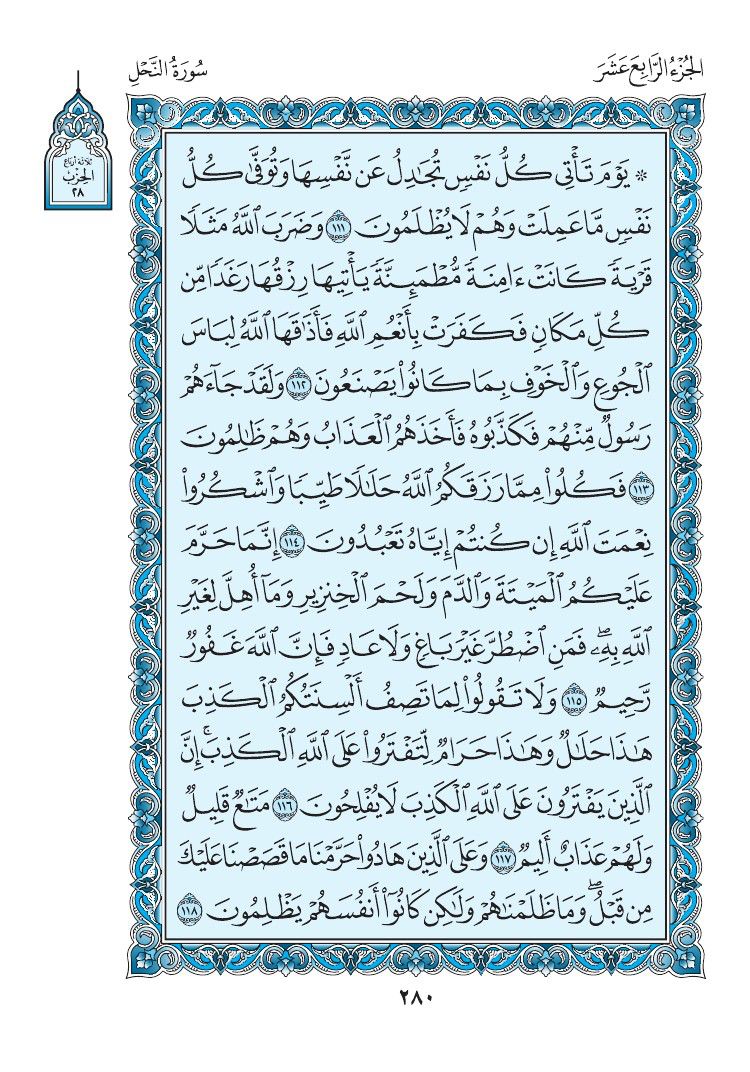 الجُزْءُ الرَّابِعَ عَشَرَ
سُورَةُ النَّحْلِ
ثلاثة أرباع
الحِزْبِ
٢٨
۞ يَوْمَ تَأۡتِي كُلُّ نَفۡسٖ تُجَٰدِلُ عَن نَّفۡسِهَا وَتُوَفَّىٰ كُلُّ
نَفۡسٖ مَّا عَمِلَتۡ وَهُمۡ لَا يُظۡلَمُونَ ١١١ وَضَرَبَ ٱللَّهُ مَثَلٗا
قَرۡيَةٗ كَانَتۡ ءَامِنَةٗ مُّطۡمَئِنَّةٗ يَأۡتِيهَا رِزۡقُهَا رَغَدٗا مِّن
كُلِّ مَكَانٖ فَكَفَرَتۡ بِأَنۡعُمِ ٱللَّهِ فَأَذَٰقَهَا ٱللَّهُ لِبَاسَ
ٱلۡجُوعِ وَٱلۡخَوۡفِ بِمَا كَانُواْ يَصۡنَعُونَ ١١٢ وَلَقَدۡ جَآءَهُمۡ
رَسُولٞ مِّنۡهُمۡ فَكَذَّبُوهُ فَأَخَذَهُمُ ٱلۡعَذَابُ وَهُمۡ ظَٰلِمُونَ
١١٣ فَكُلُواْ مِمَّا رَزَقَكُمُ ٱللَّهُ حَلَٰلٗا طَيِّبٗا وَٱشۡكُرُواْ
نِعۡمَتَ ٱللَّهِ إِن كُنتُمۡ إِيَّاهُ تَعۡبُدُونَ ١١٤ إِنَّمَا حَرَّمَ
عَلَيۡكُمُ ٱلۡمَيۡتَةَ وَٱلدَّمَ وَلَحۡمَ ٱلۡخِنزِيرِ وَمَآ أُهِلَّ لِغَيۡرِ
ٱللَّهِ بِهِۦۖ فَمَنِ ٱضۡطُرَّ غَيۡرَ بَاغٖ وَلَا عَادٖ فَإِنَّ ٱللَّهَ غَفُورٞ
رَّحِيمٞ ١١٥ وَلَا تَقُولُواْ لِمَا تَصِفُ أَلۡسِنَتُكُمُ ٱلۡكَذِبَ
هَٰذَا حَلَٰلٞ وَهَٰذَا حَرَامٞ لِّتَفۡتَرُواْ عَلَى ٱللَّهِ ٱلۡكَذِبَۚ إِنَّ
ٱلَّذِينَ يَفۡتَرُونَ عَلَى ٱللَّهِ ٱلۡكَذِبَ لَا يُفۡلِحُونَ ١١٦ مَتَٰعٞ قَلِيلٞ
وَلَهُمۡ عَذَابٌ أَلِيمٞ ١١٧ وَعَلَى ٱلَّذِينَ هَادُواْ حَرَّمۡنَا مَا قَصَصۡنَا عَلَيۡكَ
مِن قَبۡلُۖ وَمَا ظَلَمۡنَٰهُمۡ وَلَٰكِن كَانُوٓاْ أَنفُسَهُمۡ يَظۡلِمُونَ ١١٨
٢٨٠